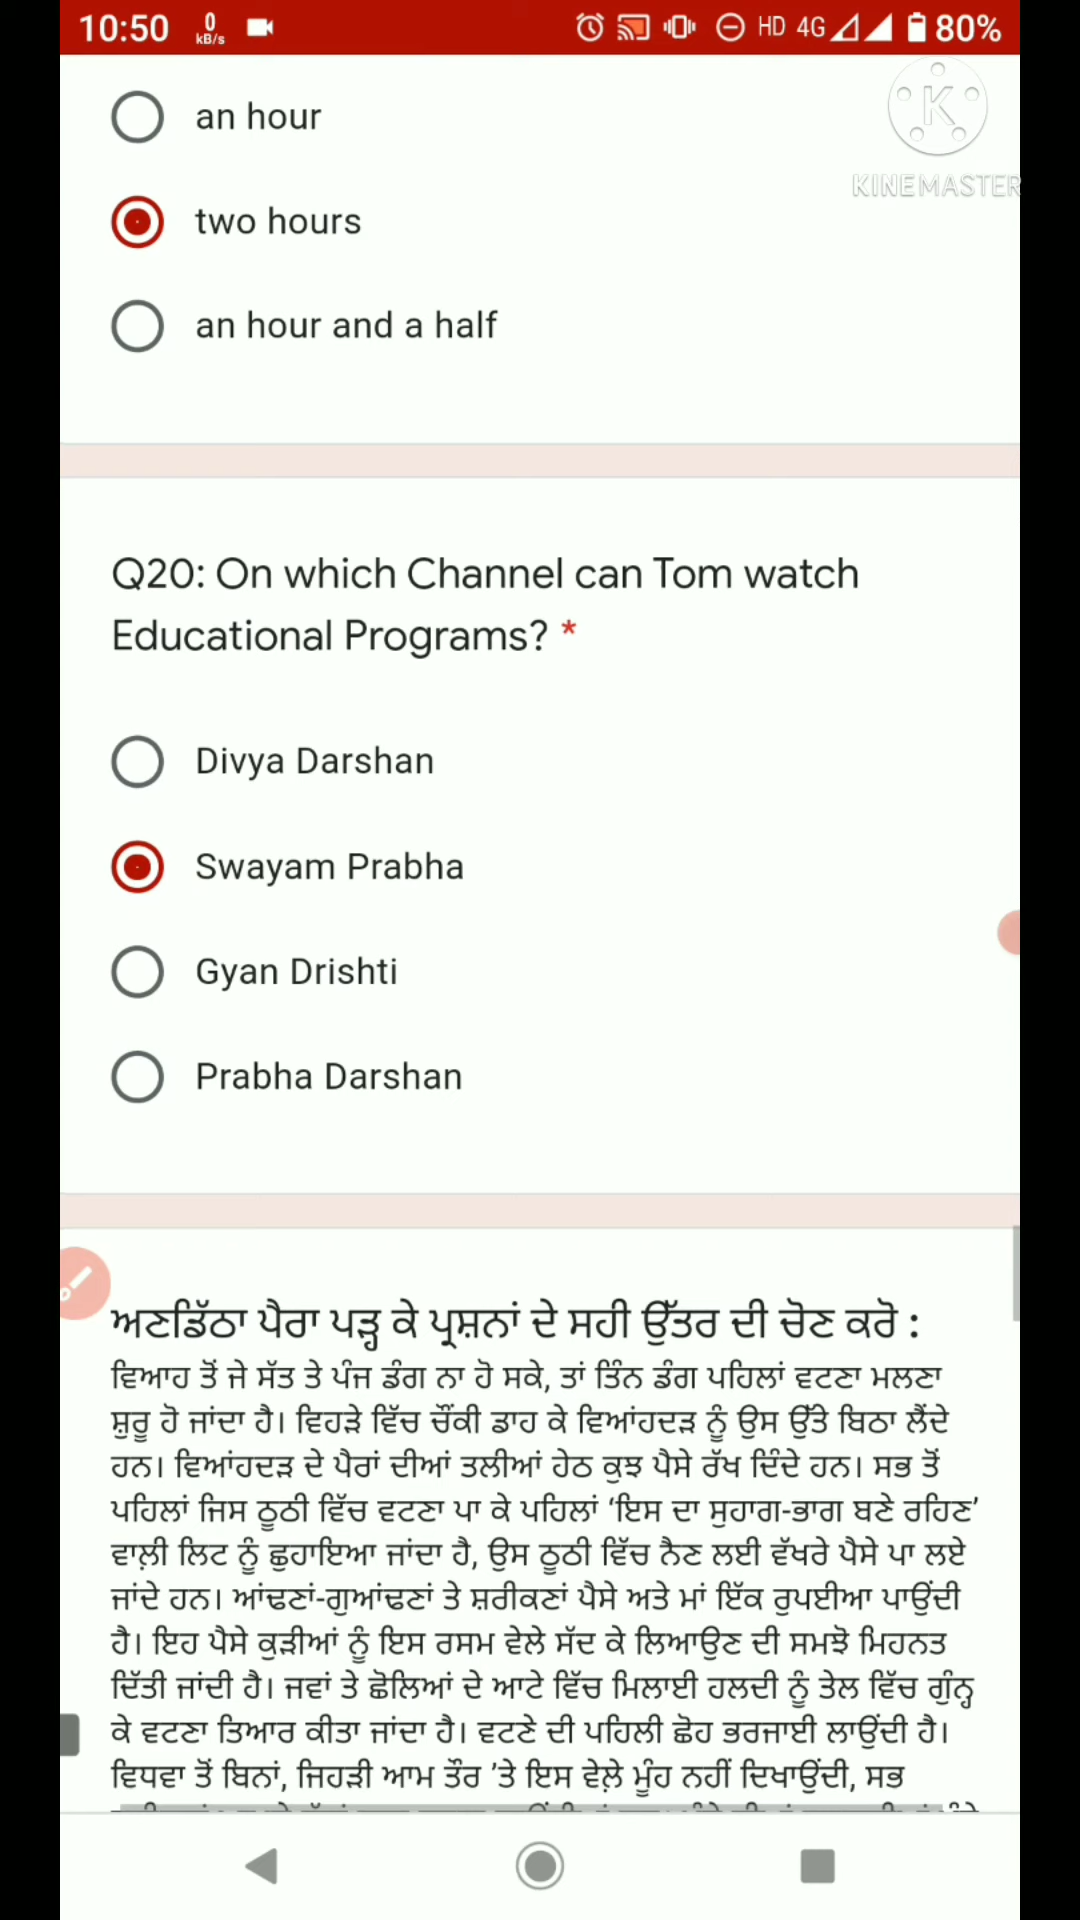 10:50 0 kB/s HD 4G 80%
an hour
KINEMASTER
two hours
an hour and a half
Q20: On which Channel can Tom watch
Educational Programs? *
Divya Darshan
Swayam Prabha
Gyan Drishti
Prabha Darshan
ਅਣਡਿੱਠਾ ਪੈਰਾ ਪੜ੍ਹ ਕੇ ਪ੍ਰਸ਼ਨਾਂ ਦੇ ਸਹੀ ਉੱਤਰ ਦੀ ਚੋਣ ਕਰੋ :
ਵਿਆਹ ਤੋਂ ਜੇ ਸੱਤ ਤੇ ਪੰਜ ਡੰਗ ਨਾ ਹੋ ਸਕੇ, ਤਾਂ ਤਿੰਨ ਡੰਗ ਪਹਿਲਾਂ ਵਟਣਾ ਮਲਣਾ
ਸ਼ੁਰੂ ਹੋ ਜਾਂਦਾ ਹੈ। ਵਿਹੜੇ ਵਿੱਚ ਚੌਂਕੀ ਡਾਹ ਕੇ ਵਿਆਂਹਦੜ ਨੂੰ ਉਸ ਉੱਤੇ ਬਿਠਾ ਲੈਂਦੇ
ਹਨ। ਵਿਆਂਹਦੜ ਦੇ ਪੈਰਾਂ ਦੀਆਂ ਤਲੀਆਂ ਹੇਠ ਕੁਝ ਪੈਸੇ ਰੱਖ ਦਿੰਦੇ ਹਨ। ਸਭ ਤੋਂ
ਪਹਿਲਾਂ ਜਿਸ ਠੂਠੀ ਵਿੱਚ ਵਟਣਾ ਪਾ ਕੇ ਪਹਿਲਾਂ ‘ਇਸ ਦਾ ਸੁਹਾਗ-ਭਾਗ ਬਣੇ ਰਹਿਣ’
ਵਾਲ਼ੀ ਲਿਟ ਨੂੰ ਛੁਹਾਇਆ ਜਾਂਦਾ ਹੈ, ਉਸ ਠੂਠੀ ਵਿੱਚ ਨੈਣ ਲਈ ਵੱਖਰੇ ਪੈਸੇ ਪਾ ਲਏ
ਜਾਂਦੇ ਹਨ। ਆਂਢਣਾਂ-ਗੁਆਂਢਣਾਂ ਤੇ ਸ਼ਰੀਕਣਾਂ ਪੈਸੇ ਅਤੇ ਮਾਂ ਇੱਕ ਰੁਪਈਆ ਪਾਉਂਦੀ
ਹੈ। ਇਹ ਪੈਸੇ ਕੁੜੀਆਂ ਨੂੰ ਇਸ ਰਸਮ ਵੇਲੇ ਸੱਦ ਕੇ ਲਿਆਉਣ ਦੀ ਸਮਝੋ ਮਿਹਨਤ
ਦਿੱਤੀ ਜਾਂਦੀ ਹੈ। ਜਵਾਂ ਤੇ ਛੋਲਿਆਂ ਦੇ ਆਟੇ ਵਿੱਚ ਮਿਲਾਈ ਹਲਦੀ ਨੂੰ ਤੇਲ ਵਿੱਚ ਗੁੰਨ੍ਹ
ਕੇ ਵਟਣਾ ਤਿਆਰ ਕੀਤਾ ਜਾਂਦਾ ਹੈ। ਵਟਣੇ ਦੀ ਪਹਿਲੀ ਛੋਹ ਭਰਜਾਈ ਲਾਉਂਦੀ ਹੈ।
ਵਿਧਵਾ ਤੋਂ ਬਿਨਾਂ, ਜਿਹੜੀ ਆਮ ਤੌਰ ’ਤੇ ਇਸ ਵੇਲ਼ੇ ਮੂੰਹ ਨਹੀਂ ਦਿਖਾਉਂਦੀ, ਸਭ